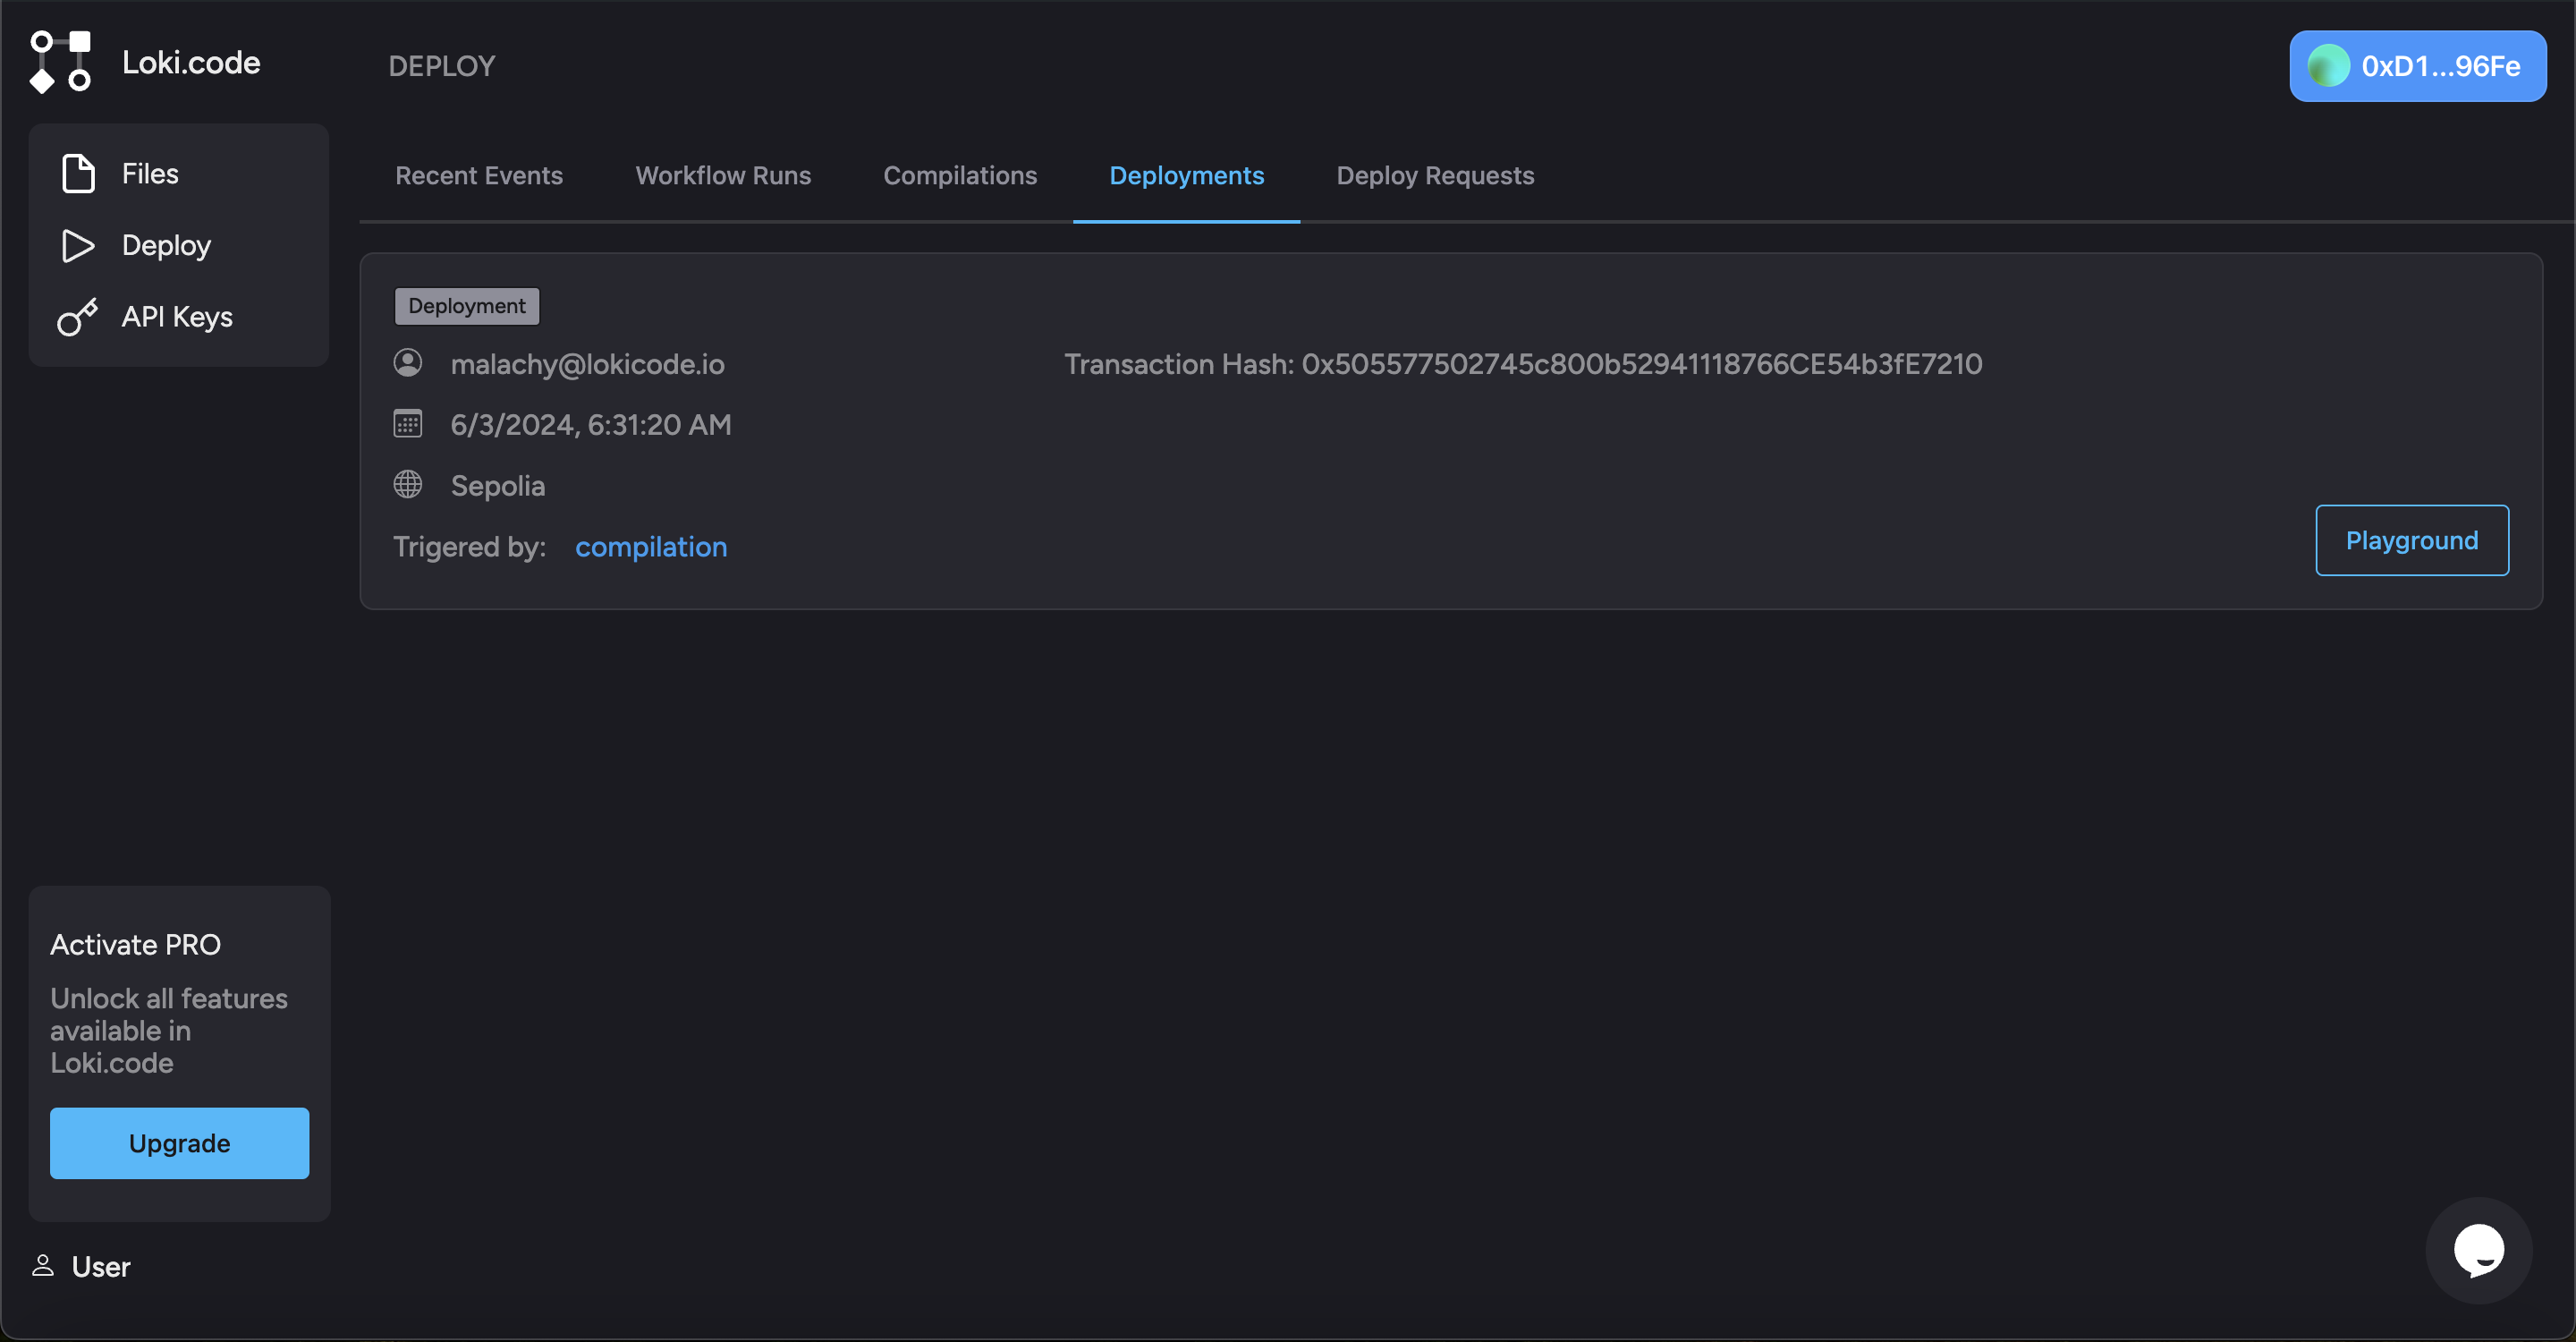 Loki.code
DEPLOY
0xD1...96Fe
Files
Deploy
API Keys
Recent Events
Workflow Runs
Compilations
Deployments
Deploy Requests
Deployment
malachy@lokicode.io
Transaction Hash: 0x505577502745c800b52941118766CE54b3fE7210
6/3/2024, 6:31:20 AM
Sepolia
Trigered by: compilation
Playground
Activate PRO
Unlock all features
available in
Loki.code
Upgrade
User